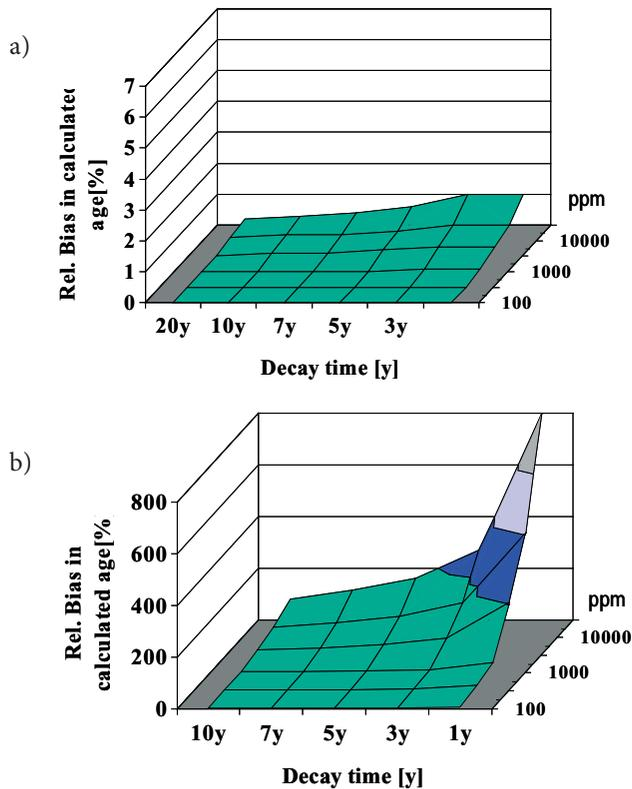 a)
7
6
5
4
3
2
1
0
Rel. Bias in calculated
age[%]
ppm
10000
1000
100
20y 10y 7y 5y 3y
Decay time [y]
b)
800
600
400
200
0
Rel. Bias in
calculated age[%
ppm
10000
1000
100
10y 7y 5y 3y 1y
Decay time [y]